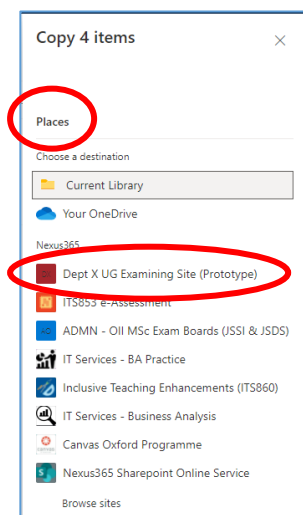 Copy 4 items
Places
Choose a destination
Current Library
Your OneDrive
Nexus365
Dept X UG Examining Site (Prototype)
ITS853 e-Assessment
ADMN - OII MSc Exam Boards (JSSI & JSDS)
IT Services - BA Practice
Inclusive Teaching Enhancements (ITS860)
IT Services - Business Analysis
Canvas Oxford Programme
Nexus365 Sharepoint Online Service
Browse sites